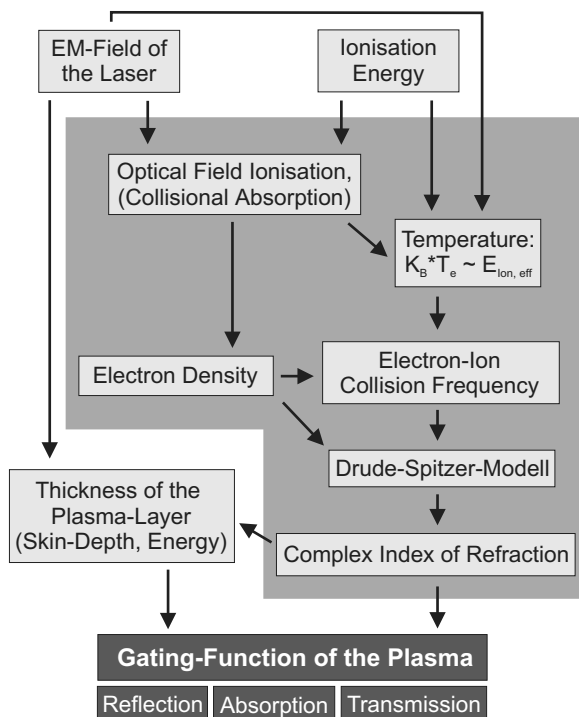 EM-Field of
the Laser
Ionisation
Energy
Optical Field Ionisation,
(Collisional Absorption)
Temperature:
K_B*T_e ~ E_Ion, eff
Electron Density
Electron-Ion
Collision Frequency
Drude-Spitzer-Modell
Thickness of the
Plasma-Layer
(Skin-Depth, Energy)
Complex Index of Refraction
Gating-Function of the Plasma
Reflection
Absorption
Transmission